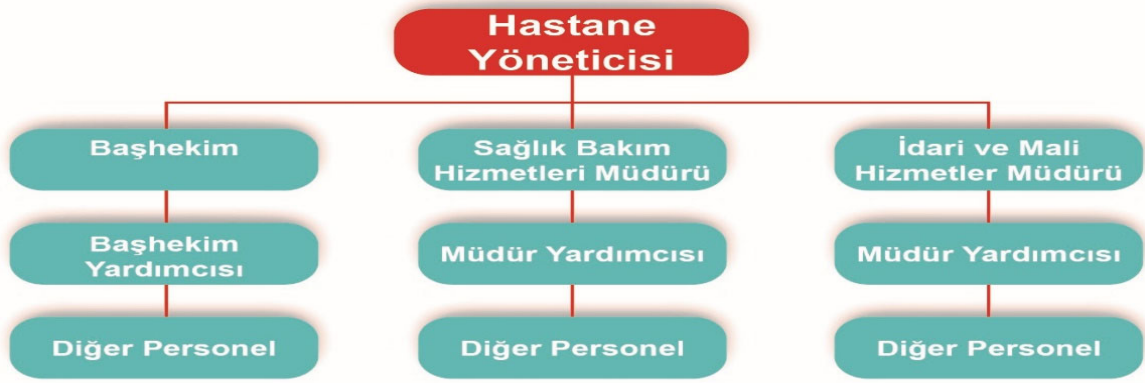 Hastane
Yöneticisi
Başhekim
Sağlık Bakım
Hizmetleri Müdürü
İdari ve Mali
Hizmetler Müdürü
Başhekim
Yardımcısı
Müdür Yardımcısı
Müdür Yardımcısı
Diğer Personel
Diğer Personel
Diğer Personel